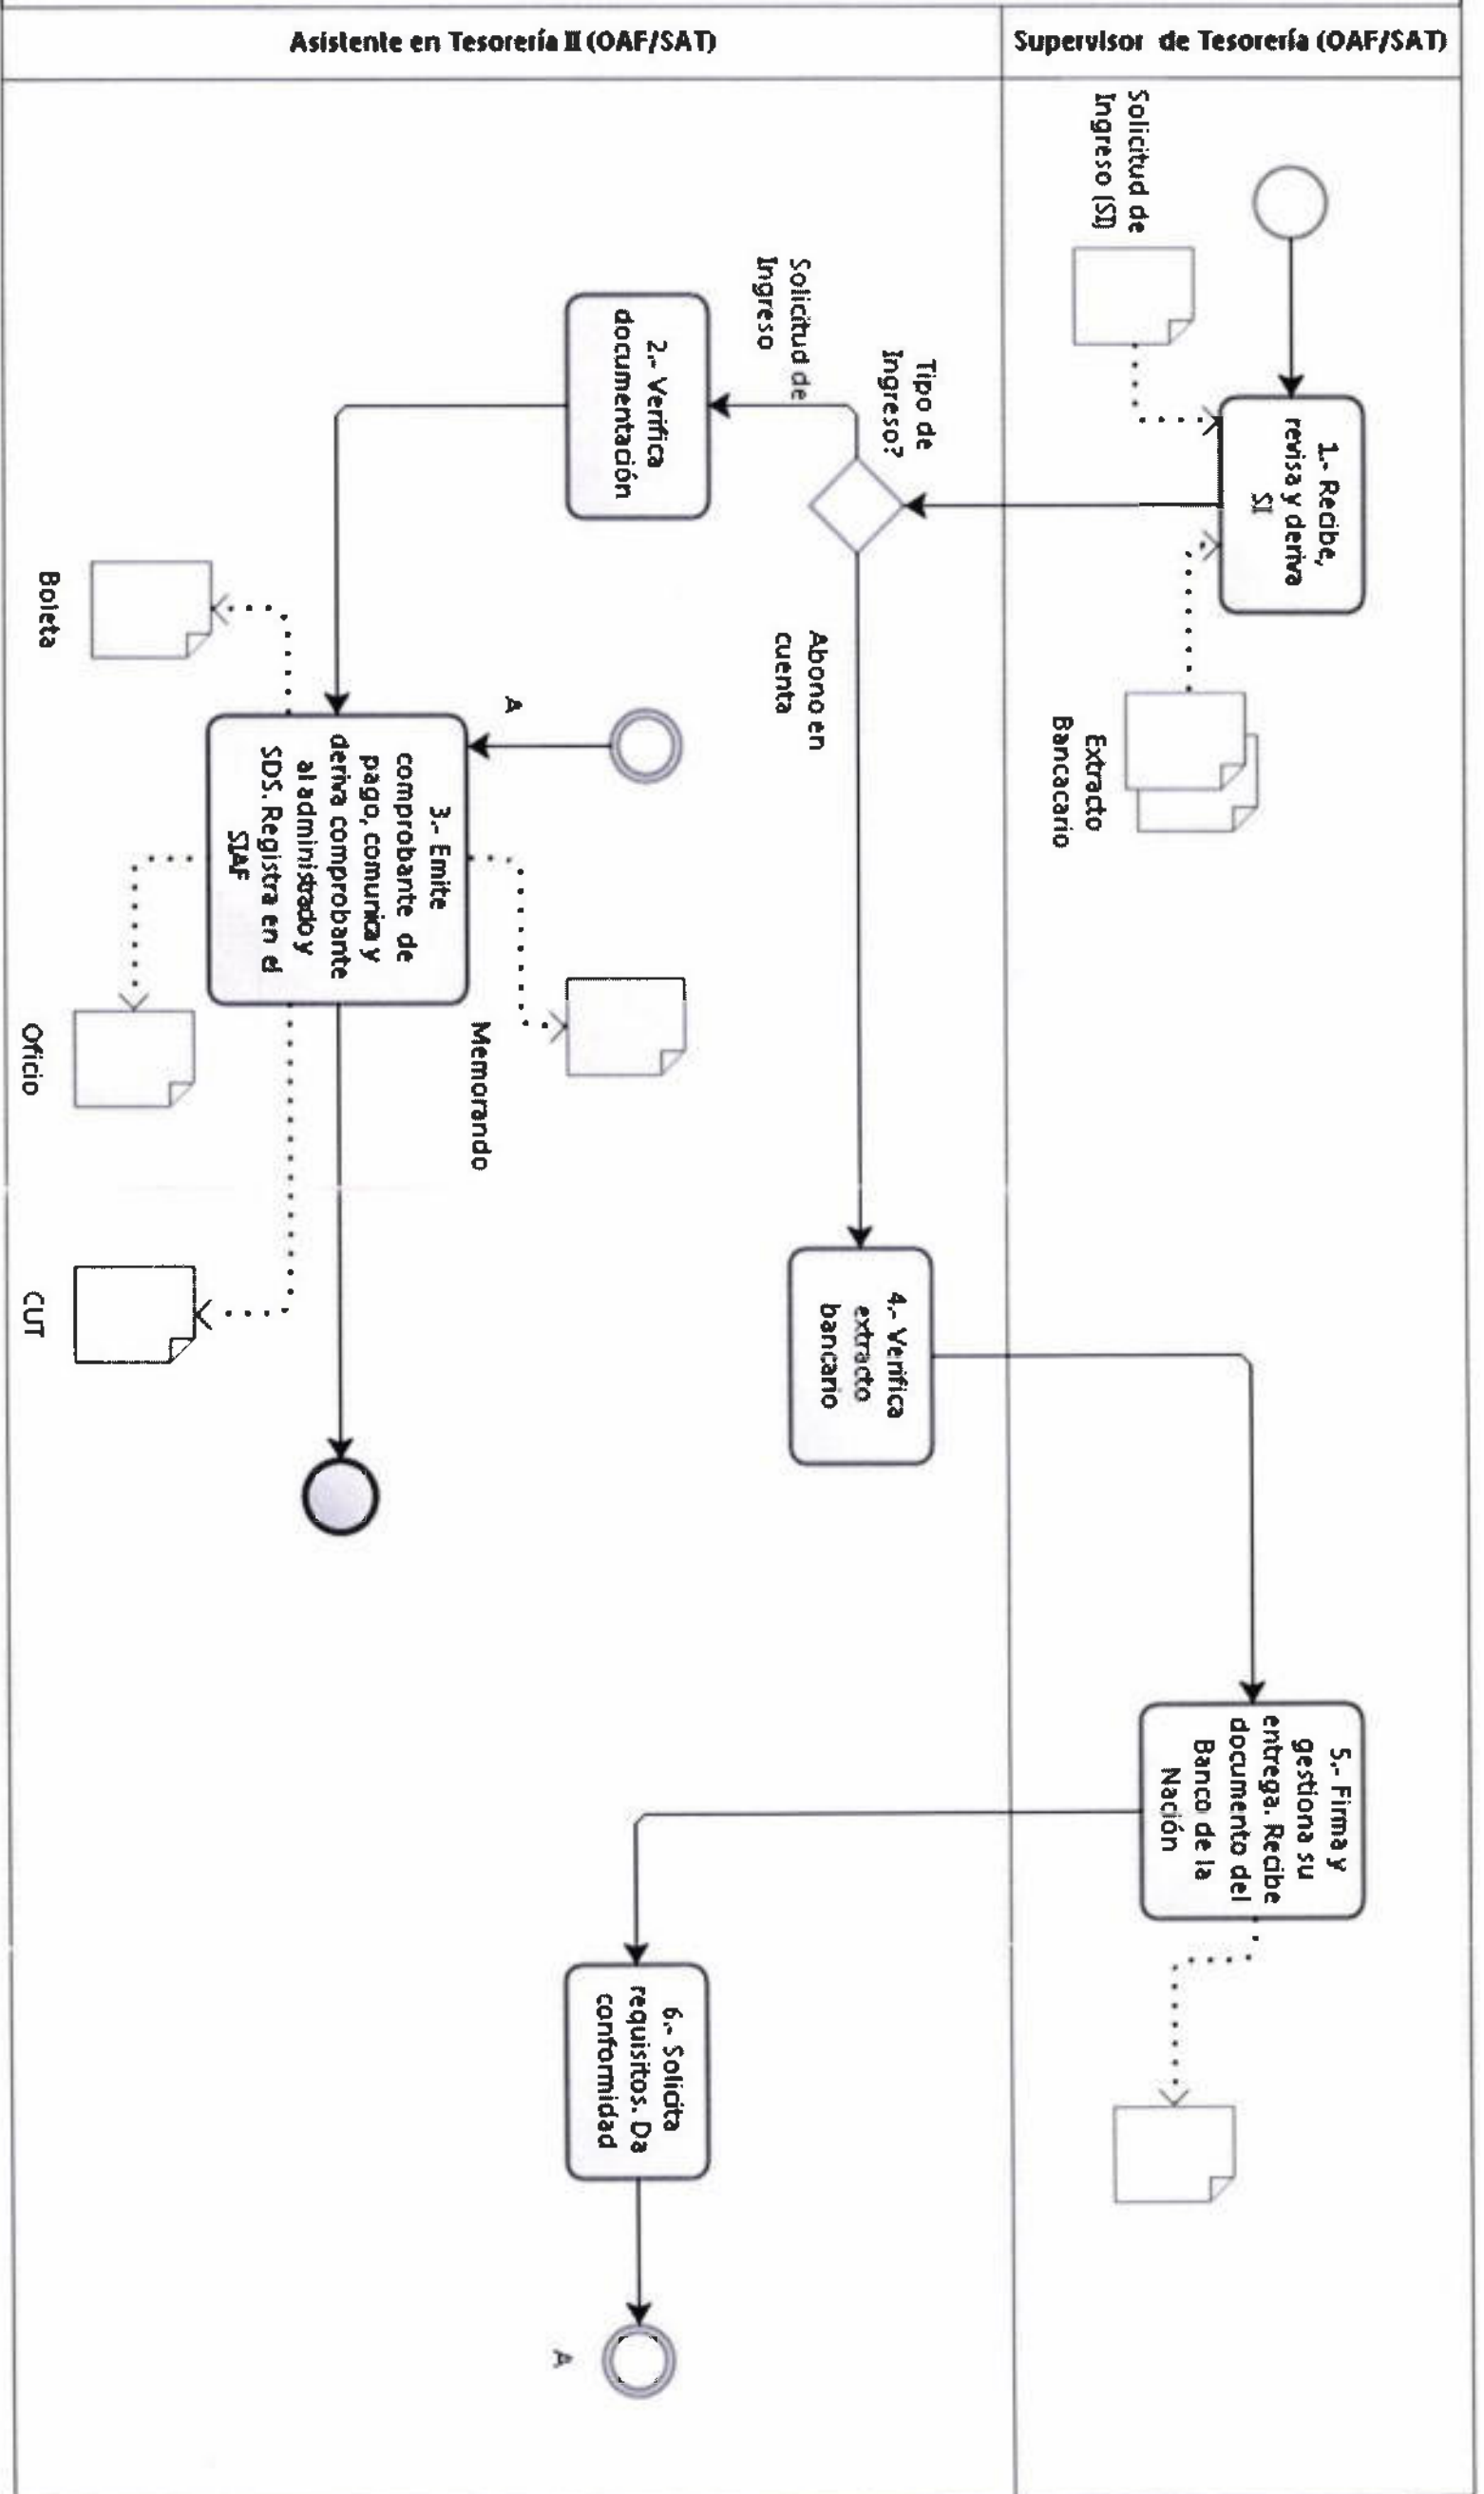 Supervisor de Tesorería (OAF/SAT)
Asistente en Tesorería II (OAF/SAT)
Solicitud de
Ingreso (SI)
1.- Recibe,
revisa y deriva
SI
Extracto
Bancacario
5.- Firma y
gestiona su
entrega. Recibe
documento del
Banco de la
Nación
Tipo de
Ingreso?
Solicitud de
Ingreso
Abono en
cuenta
4.- Verifica
extracto
bancario
2.- Verifica
documentación
A
Memorando
6.- Solicita
requisitos. Da
conformidad
A
3.- Emite
comprobante de
pago, comunica y
deriva comprobante
al administrado y
SDS. Registra en el
SIAF
Boleta
Oficio
CUT